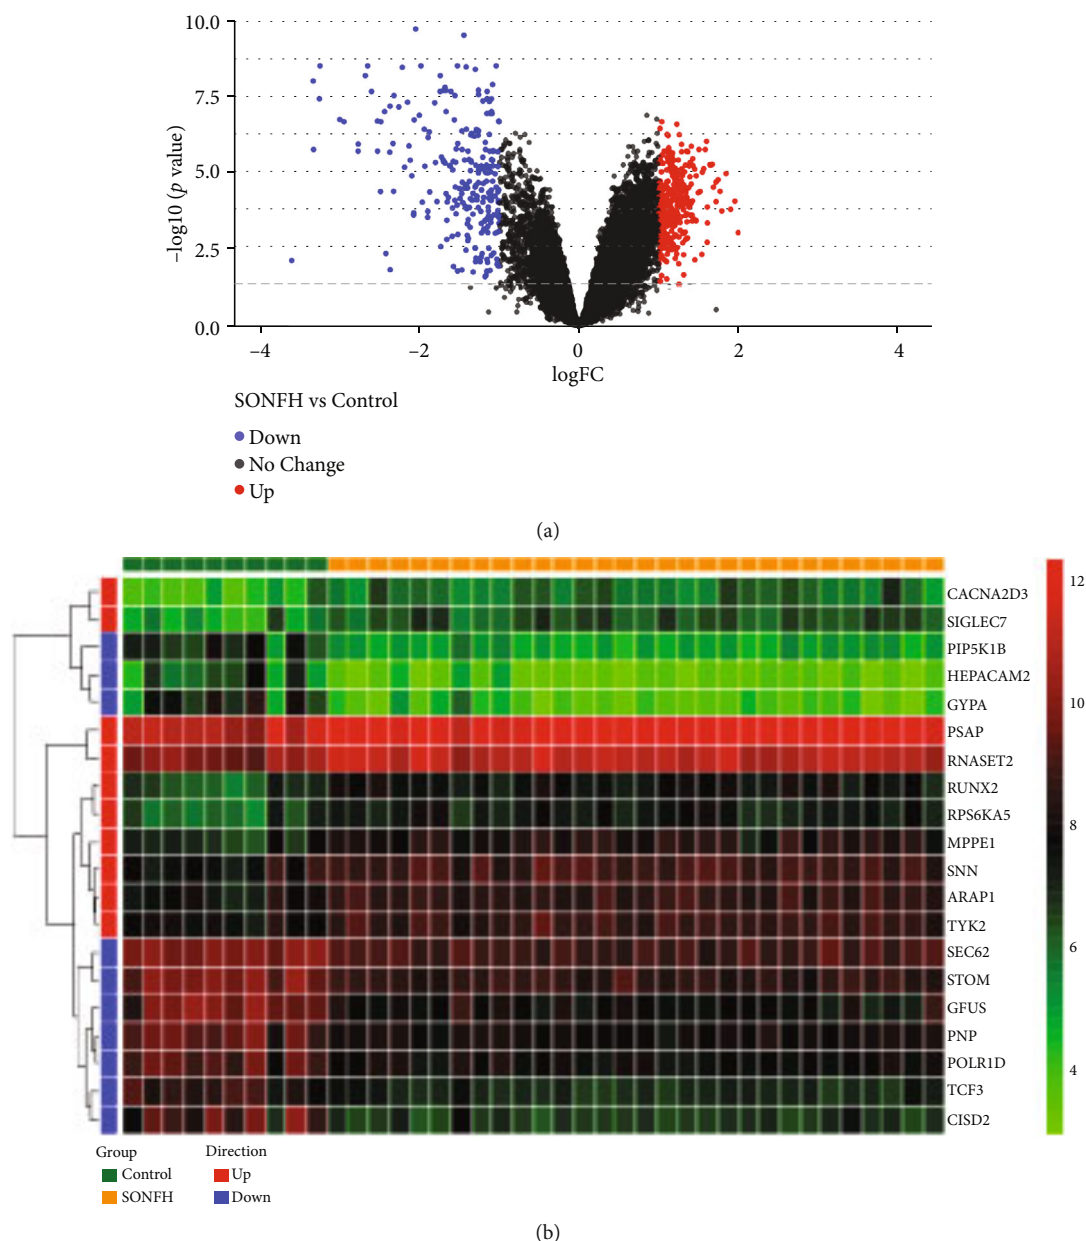 10.0
7.5
5.0
2.5
0.0
−log10 (p value)
−4
−2
0
2
4
logFC
SONFH vs Control
Down
No Change
Up
(a)
CACNA2D3
SIGLEC7
PIP5K1B
HEPACAM2
GYPA
PSAP
RNASET2
RUNX2
RPS6KA5
MPPE1
SNN
ARAP1
TYK2
SEC62
STOM
GFUS
PNP
POLR1D
TCF3
CISD2
12
10
8
6
4
Group
Control
SONFH
Direction
Up
Down
(b)